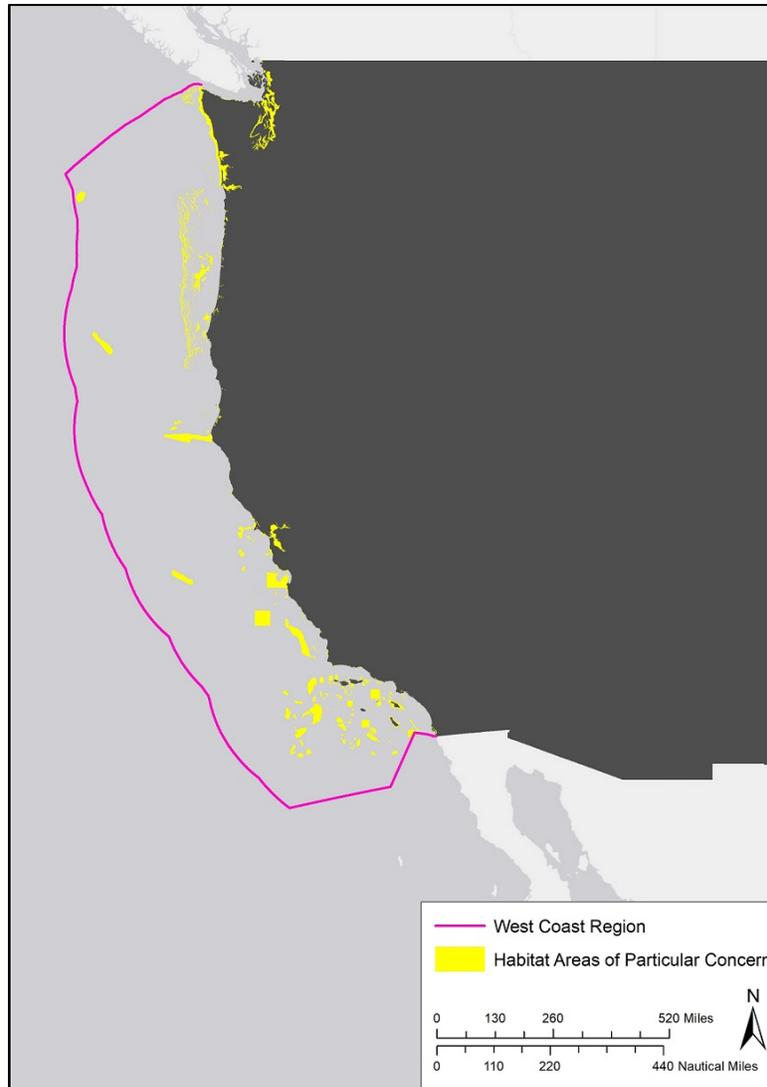 West Coast Region
Habitat Areas of Particular Concern
N
0 130 260 520 Miles
0 110 220 440 Nautical Miles